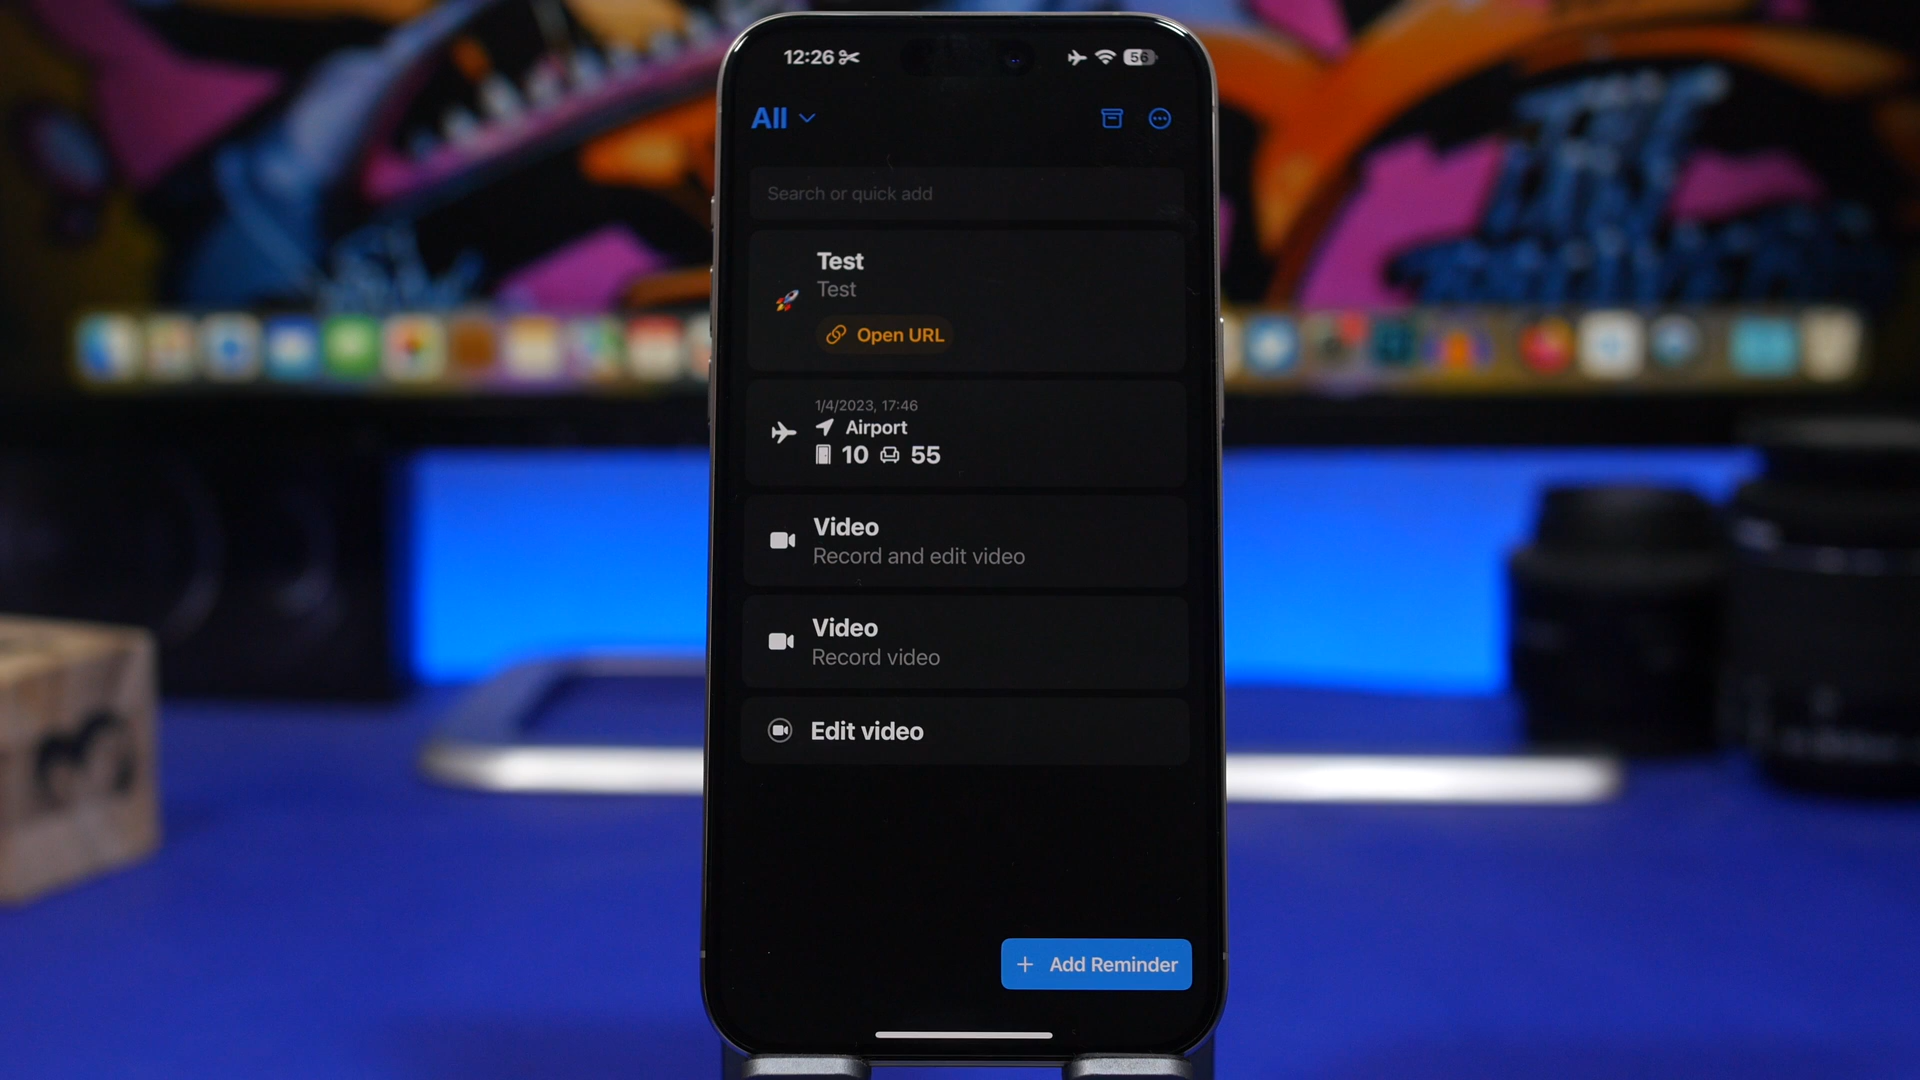 12:26
56
All
Search or quick add
Test
Test
Open URL
1/4/2023, 17:46
Airport
10 55
Video
Record and edit video
Video
Record video
Edit video
+ Add Reminder
3